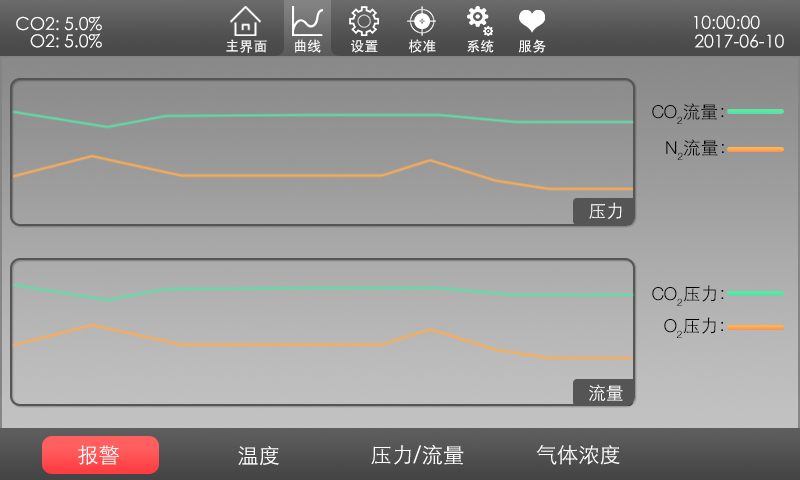 CO2: 5.0%
O2: 5.0%
主界面
曲线
设置
校准
系统
服务
10:00:00
2017-06-10
CO₂流量:
N₂流量:
压力
CO₂压力:
O₂压力:
流量
报警
温度
压力/流量
气体浓度